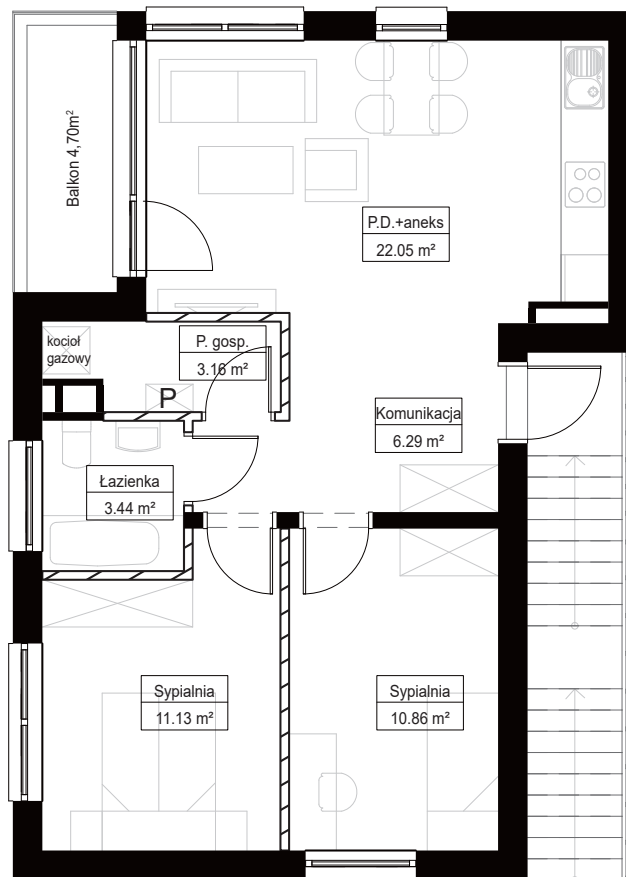 Balkon 4,70m²
P.D.+aneks
22.05 m²
kocioł
gazowy
P. gosp.
3.16 m²
P
Komunikacja
6.29 m²
Łazienka
3.44 m²
Sypialnia
11.13 m²
Sypialnia
10.86 m²